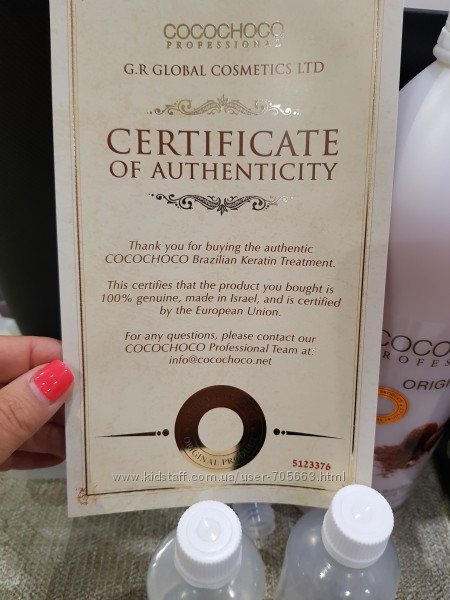 COCOCHOCO
PROFESSIONAL
G.R GLOBAL COSMETICS LTD
CERTIFICATE
OF AUTHENTICITY
Thank you for buying the authentic
COCOCHOCO Brazilian Keratin Treatment.
This certifies that the product you bought is
100% genuine, made in Israel, and is certified
by the European Union.
For any questions, please contact our
COCOCHOCO Professional Team at:
info@cocochoco.net
ORIGINAL PRODUCT
5123376
www.kidstaff.com.ua/user-705663.html
COCO
PROFES
ORIGI